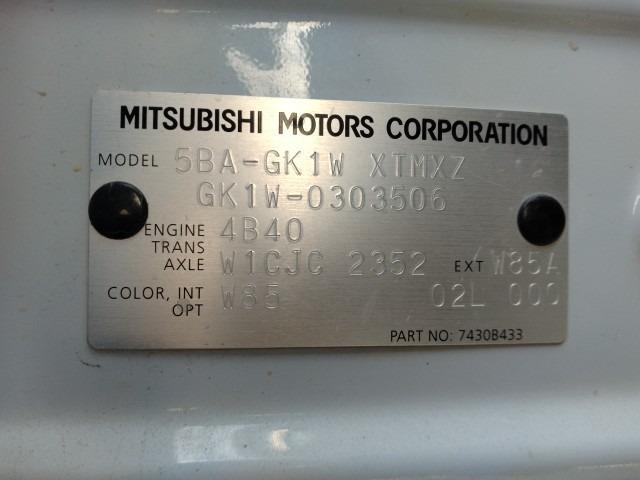 MITSUBISHI MOTORS CORPORATION
MODEL 5BA-GK1W XTMXZ
GK1W-0303506
ENGINE 4B40
TRANS
AXLE W1CJC 2352 EXT W85A
COLOR, INT W85 02L 000
OPT
PART NO: 7430B433